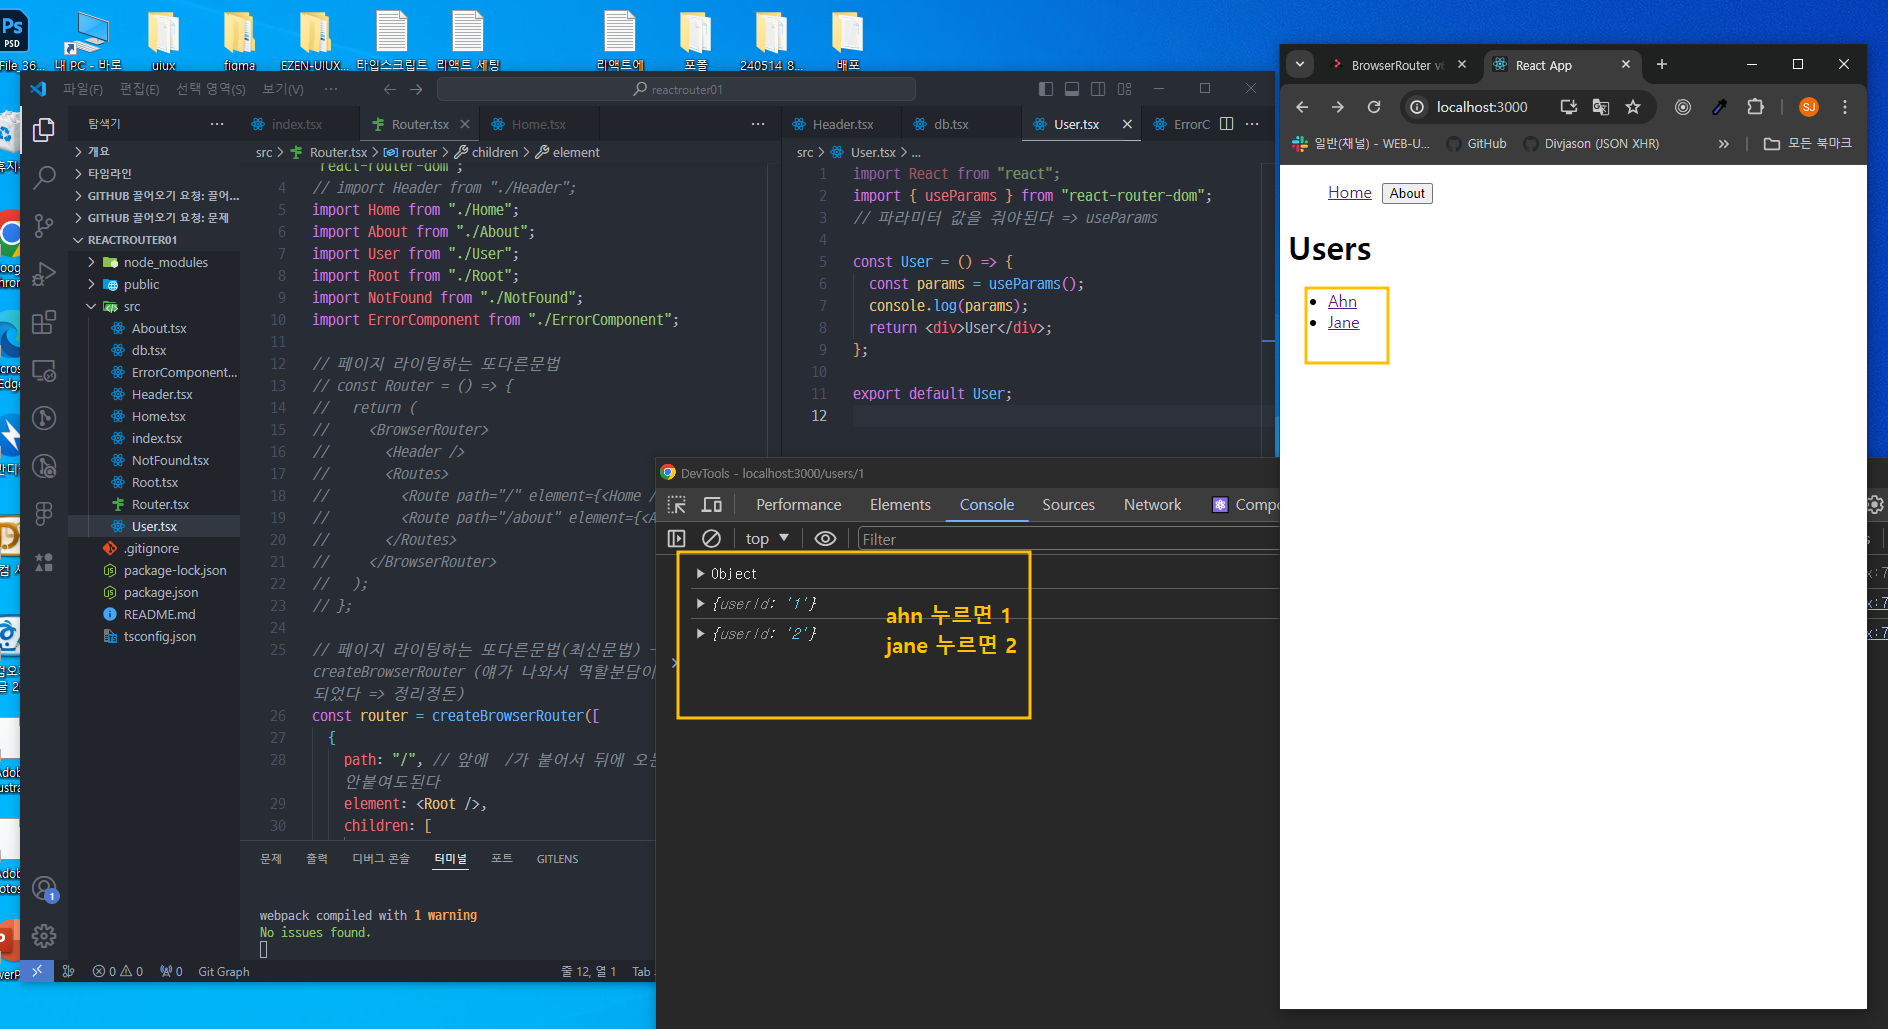 File_36...
내 PC - 바로
uiux
figma
EZEN-UIUX...
타입스크립트
리액트 세팅
리액트에
포폴
240514 8...
배포
파일(F)
편집(E)
선택 영역(S)
보기(V)
reactrouter01
탐색기
개요
타임라인
GITHUB 끌어오기 요청: 끌어...
GITHUB 끌어오기 요청: 문제
REACTROUTER01
node_modules
public
src
About.tsx
db.tsx
ErrorComponent...
Header.tsx
Home.tsx
index.tsx
NotFound.tsx
Root.tsx
Router.tsx
User.tsx
.gitignore
package-lock.json
package.json
README.md
tsconfig.json
index.tsx
Router.tsx
Home.tsx
src > Router.tsx > router > children > element
"react-router-dom";
4 // import Header from "./Header";
5 import Home from "./Home";
6 import About from "./About";
7 import User from "./User";
8 import Root from "./Root";
9 import NotFound from "./NotFound";
10 import ErrorComponent from "./ErrorComponent";
11
12 // 페이지 라이팅하는 또다른문법
13 // const Router = () => {
14 //   return (
15 //     <BrowserRouter>
16 //       <Header />
17 //       <Routes>
18 //         <Route path="/" element={<Home /
19 //         <Route path="/about" element={<A
20 //       </Routes>
21 //     </BrowserRouter>
22 //   );
23 // };
24
25 // 페이지 라이팅하는 또다른문법(최신문법) -
createBrowserRouter (얘가 나와서 역할분담이
되었다 => 정리정돈)
26 const router = createBrowserRouter([
27 {
28 path: "/", // 앞에  /가 붙어서 뒤에 오는
안붙여도된다
29 element: <Root />,
30 children: [
문제
출력
디버그 콘솔
터미널
포트
GITLENS
webpack compiled with 1 warning
No issues found.
0
0
0
Git Graph
줄 12, 열 1
Tab
1
Header.tsx
db.tsx
User.tsx
ErrorC
src > User.tsx > ...
1 import React from "react";
2 import { useParams } from "react-router-dom";
3 // 파라미터 값을 줘야된다 => useParams
4
5 const User = () => {
6 const params = useParams();
7 console.log(params);
8 return <div>User</div>;
9 };
10
11 export default User;
12
DevTools - localhost:3000/users/1
Performance
Elements
Console
Sources
Network
Compo
top
Filter
Object
{userId: '1'}
{userId: '2'}
ahn 누르면 1
jane 누르면 2
BrowserRouter v6
React App
localhost:3000
SJ
일반(채널) - WEB-U...
GitHub
Divjason (JSON XHR)
모든 북마크
Home
About
Users
Ahn
Jane